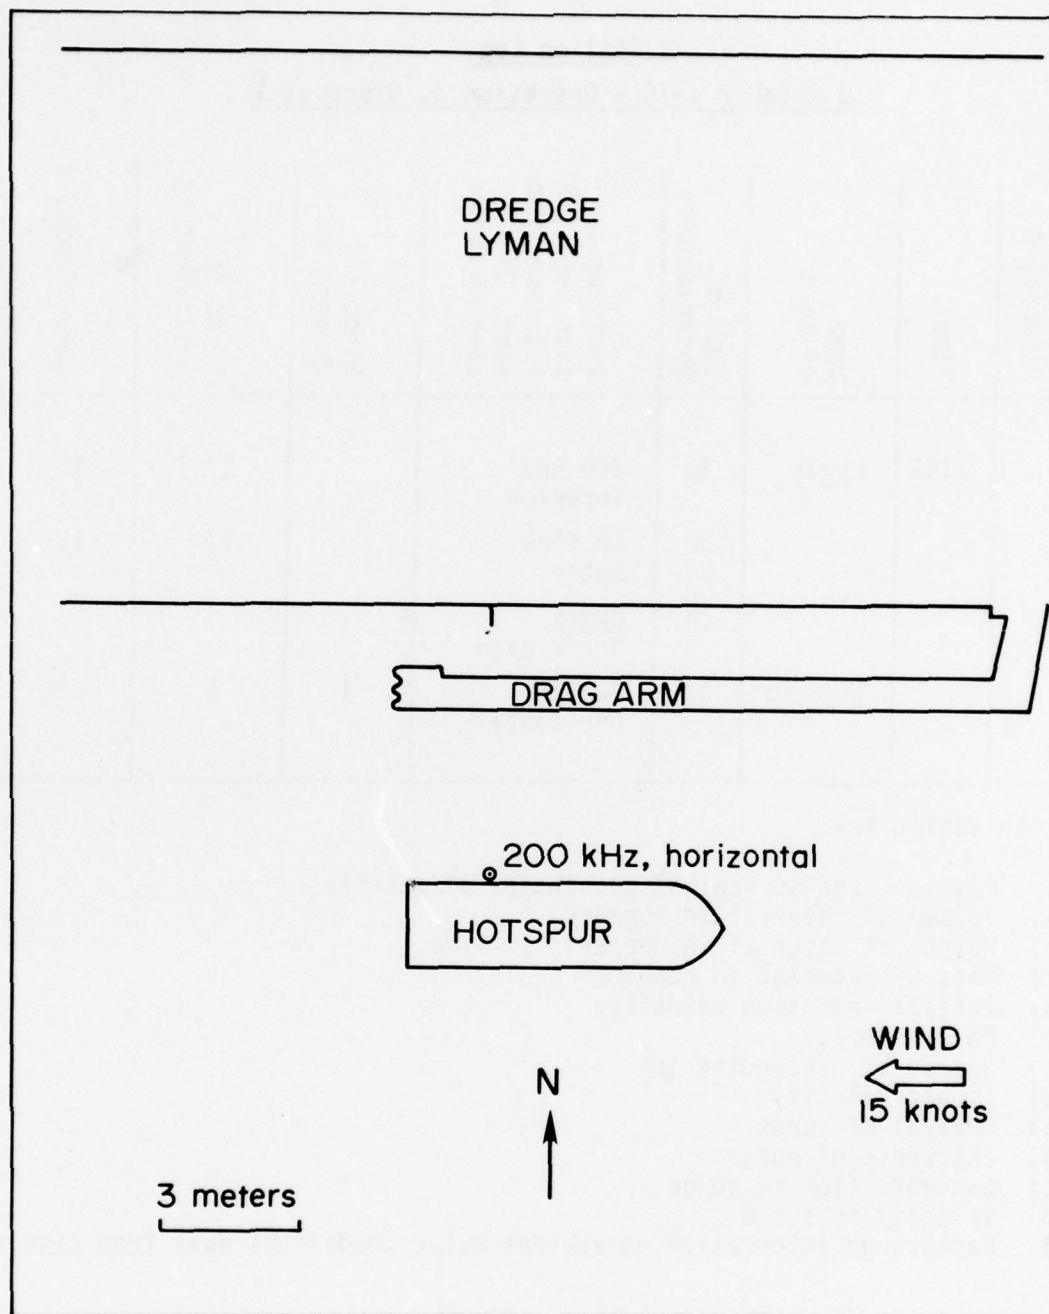 DREDGE
LYMAN
DRAG ARM
200 kHz, horizontal
HOTSPUR
WIND
15 knots
N
3 meters